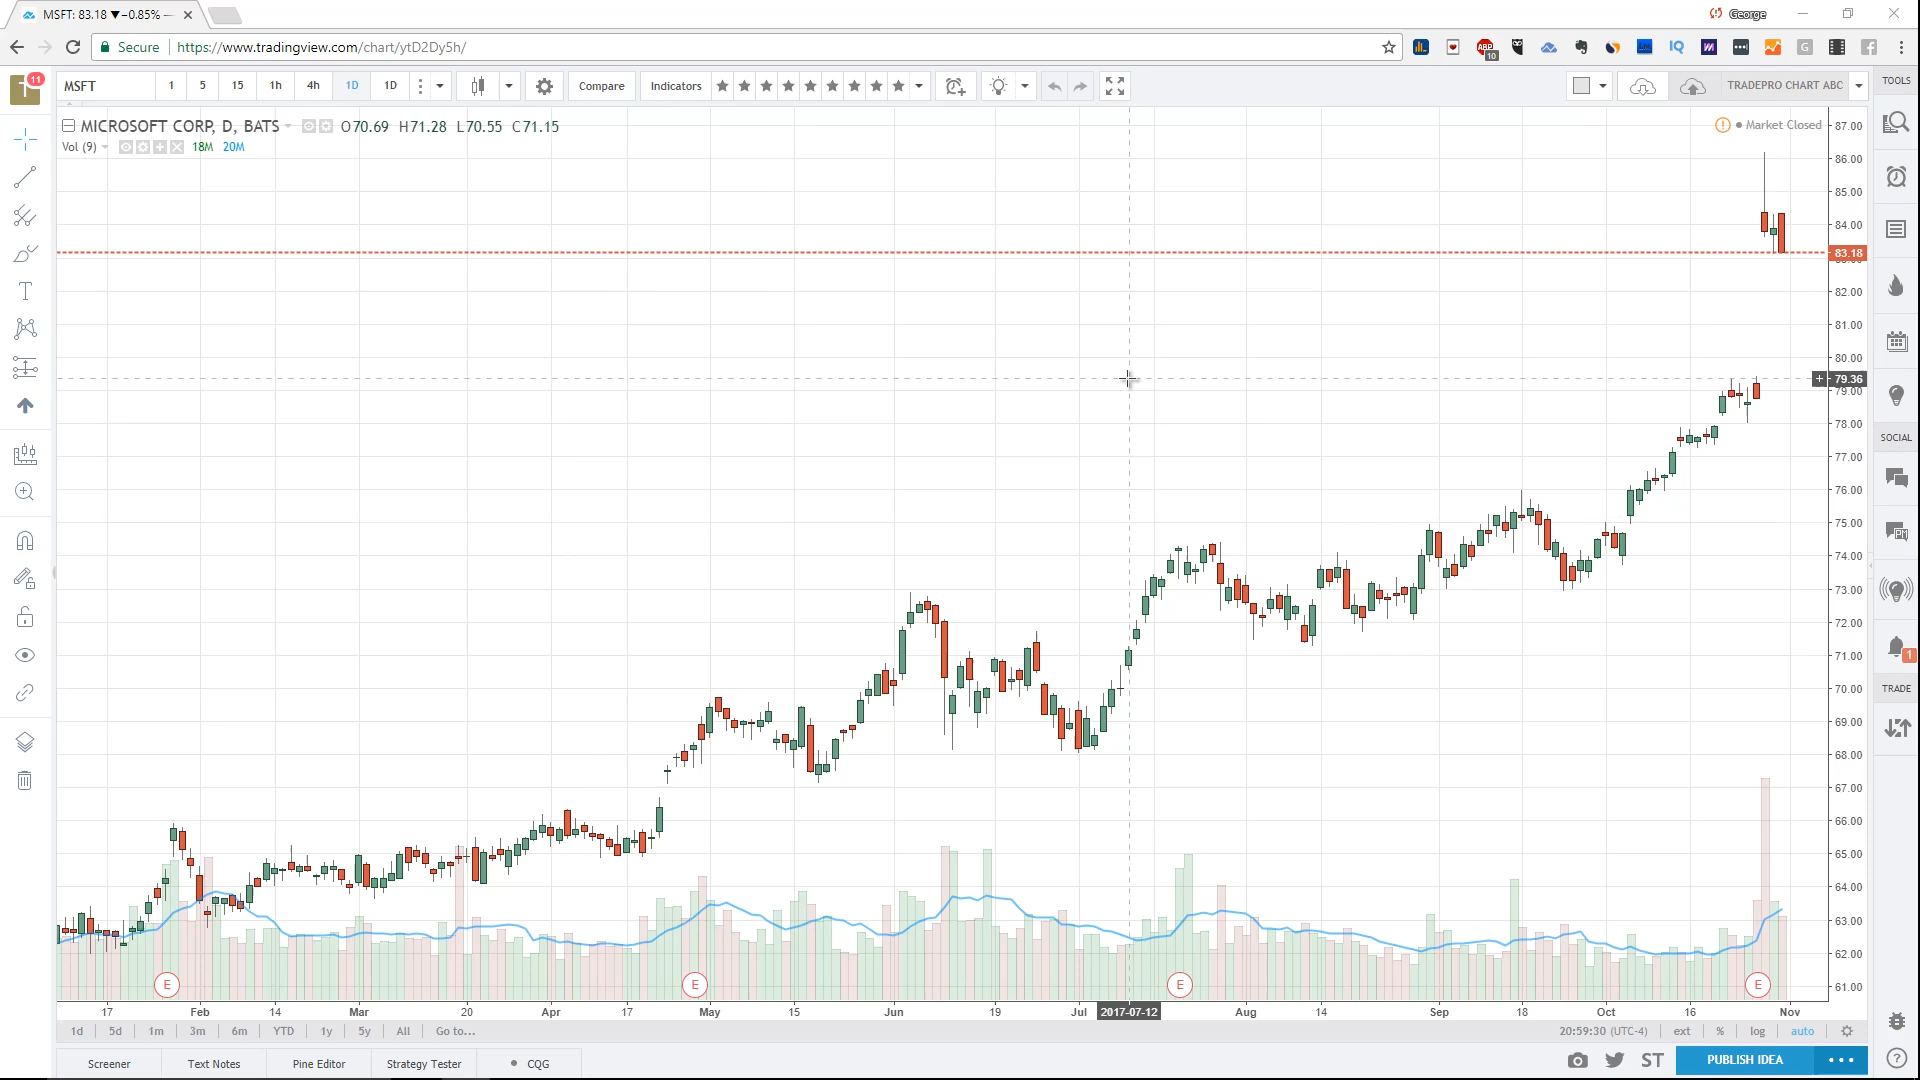 MSFT: 83.18 ▼−0.85% —
George
Secure https://www.tradingview.com/chart/ytD2Dy5h/
ABP
10
IQ
G
T
11
MSFT 1 5 15 1h 4h 1D 1D Compare Indicators TRADEPRO CHART ABC
TOOLS
MICROSOFT CORP, D, BATS O70.69 H71.28 L70.55 C71.15
Market Closed
Vol (9) 18M 20M
87.00
86.00
85.00
84.00
83.18
83.00
82.00
81.00
80.00
79.36
79.00
78.00
77.00
76.00
75.00
74.00
73.00
72.00
71.00
70.00
69.00
68.00
67.00
66.00
65.00
64.00
63.00
62.00
61.00
SOCIAL
PH
1
TRADE
E E E E
17 Feb 14 Mar 20 Apr 17 May 15 Jun 19 Jul 2017-07-12 Aug 14 Sep 18 Oct 16 Nov
1d 5d 1m 3m 6m YTD 1y 5y All Go to... 20:59:30 (UTC-4) ext % log auto
Screener Text Notes Pine Editor Strategy Tester CQG ST PUBLISH IDEA